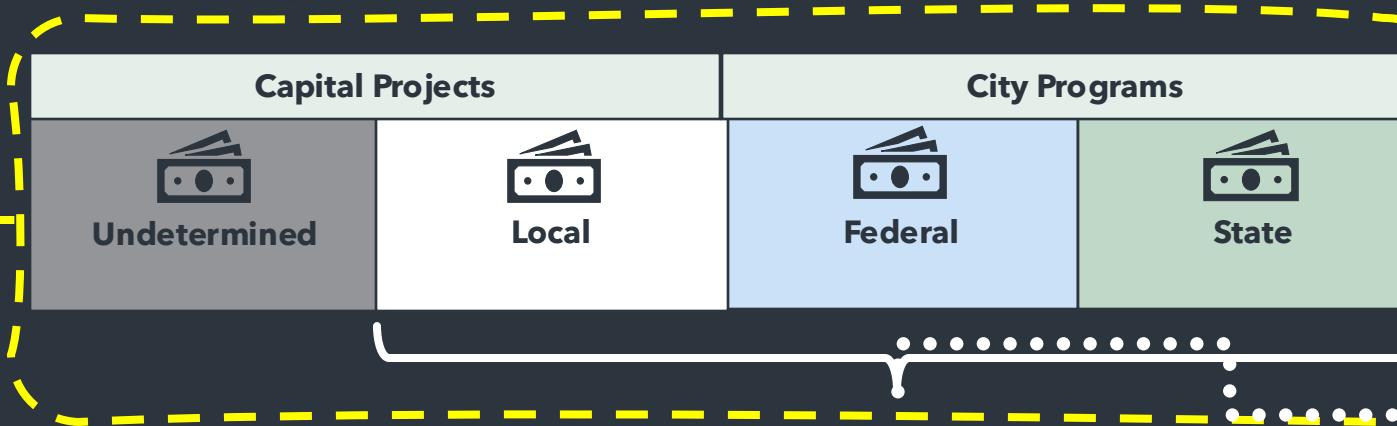 Capital Projects
City Programs
Undetermined
Local
Federal
State